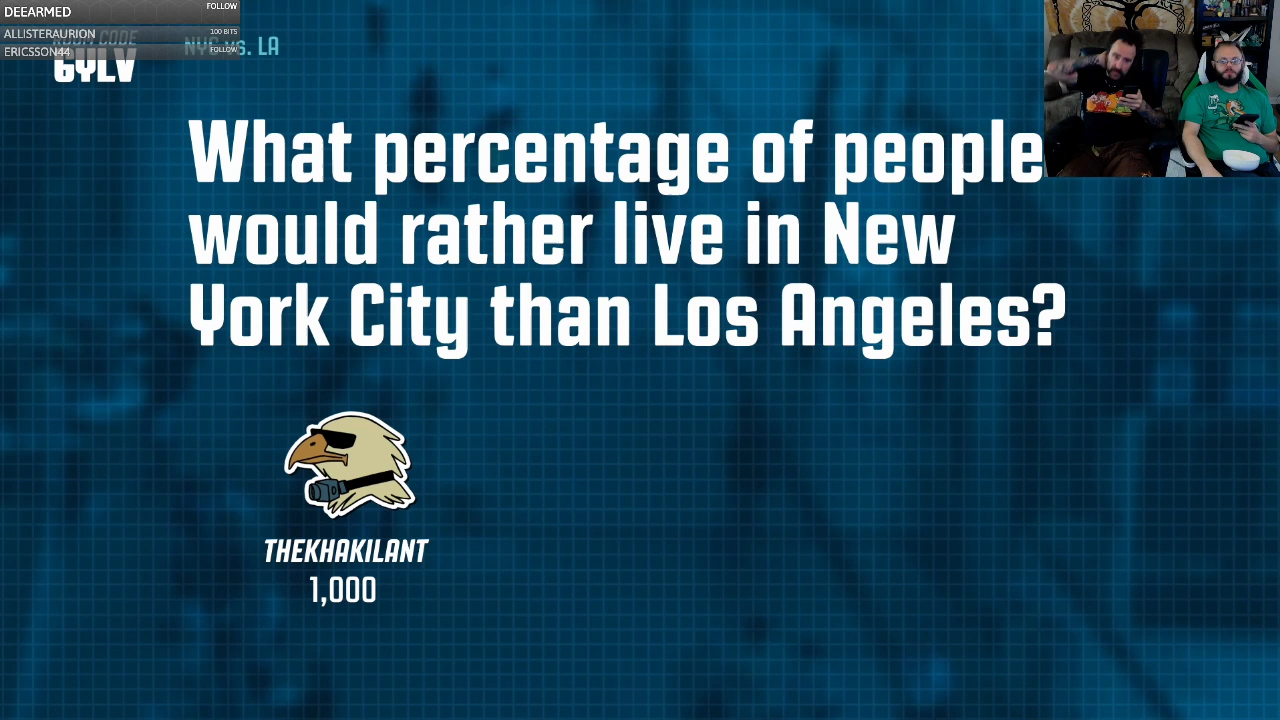 DEEARMED FOLLOW
ALLISTERAURION 100 BITS
ERICSSON44 FOLLOW
6YLV
NYC vs. LA
What percentage of people
would rather live in New
York City than Los Angeles?
THEKHAKILANT
1,000